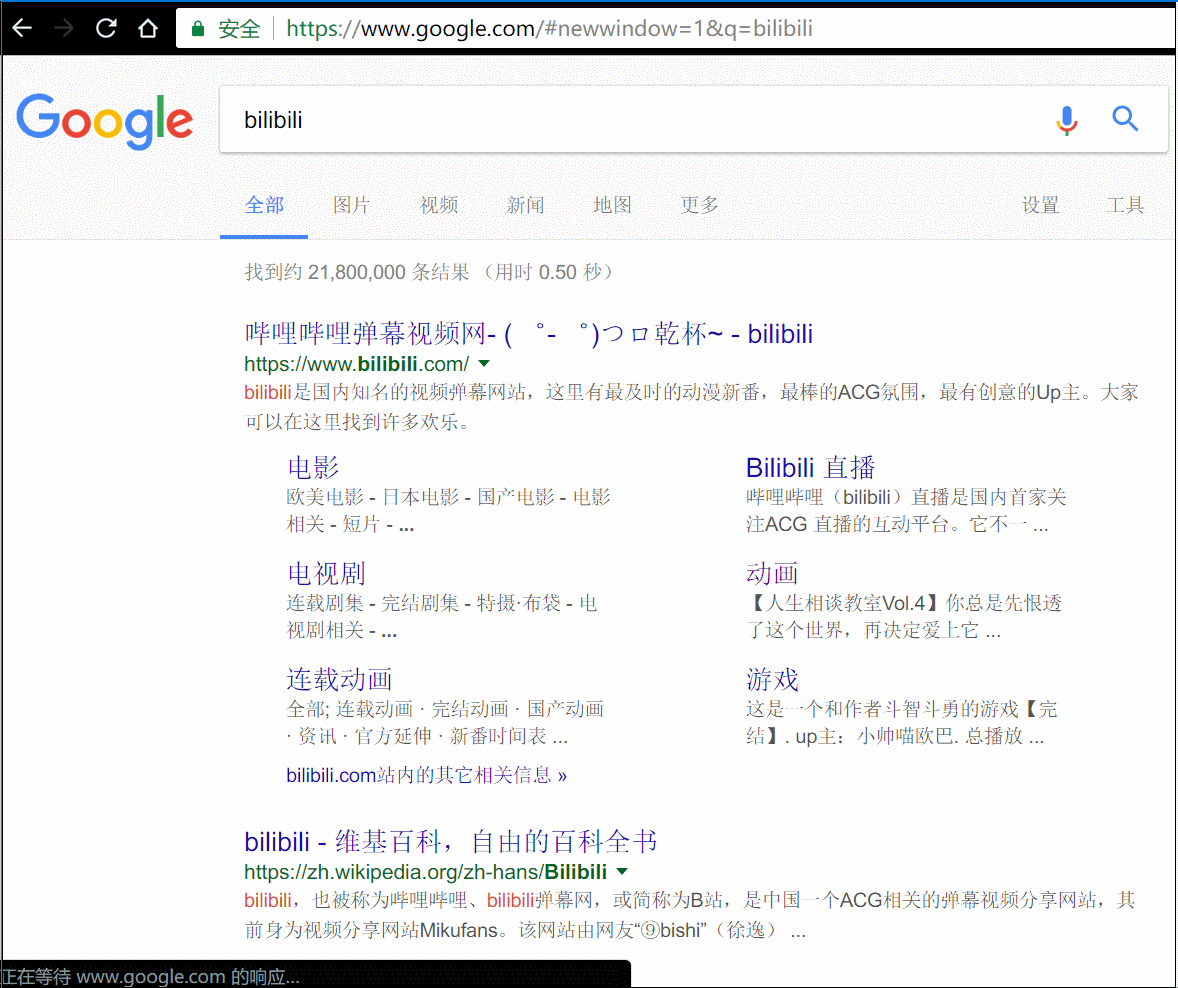 安全 https://www.google.com/#newwindow=1&q=bilibili
Google
bilibili
全部 图片 视频 新闻 地图 更多 设置 工具
找到约 21,800,000 条结果 （用时 0.50 秒）
哔哩哔哩弹幕视频网- ( ゜- ゜)つロ乾杯~ - bilibili
https://www.bilibili.com/
bilibili是国内知名的视频弹幕网站，这里有最及时的动漫新番，最棒的ACG氛围，最有创意的Up主。大家
可以在这里找到许多欢乐。
电影
欧美电影 - 日本电影 - 国产电影 - 电影
相关 - 短片 - ...
Bilibili 直播
哔哩哔哩（bilibili）直播是国内首家关
注ACG 直播的互动平台。它不一 ...
电视剧
连载剧集 - 完结剧集 - 特摄·布袋 - 电
视剧相关 - ...
动画
【人生相谈教室Vol.4】你总是先恨透
了这个世界，再决定爱上它 ...
连载动画
全部; 连载动画 · 完结动画 · 国产动画
· 资讯 · 官方延伸 · 新番时间表 ...
游戏
这是一个和作者斗智斗勇的游戏【完
结】. up主：小帅喵欧巴. 总播放 ...
bilibili.com站内的其它相关信息 »
bilibili - 维基百科，自由的百科全书
https://zh.wikipedia.org/zh-hans/Bilibili
bilibili，也被称为哔哩哔哩、bilibili弹幕网，或简称为B站，是中国一个ACG相关的弹幕视频分享网站，其
前身为视频分享网站Mikufans。该网站由网友“⑨bishi”（徐逸） ...
正在等待 www.google.com 的响应...